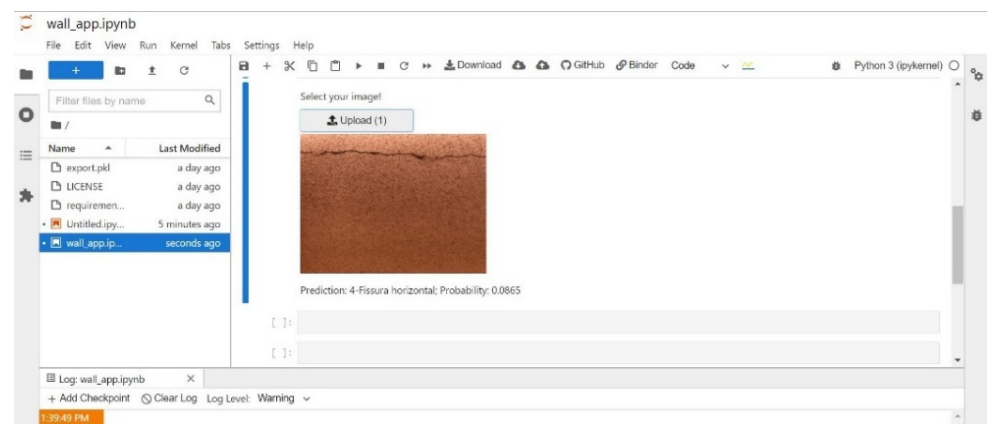 wall_app.ipynb
File Edit View Run Kernel Tabs Settings Help
Download GitHub Binder Code Python 3 (ipykernel)
Filter files by name
/
Name Last Modified
export.pkl a day ago
LICENSE a day ago
requiremen... a day ago
Untitled.ipy... 5 minutes ago
wall_app.ip... seconds ago
Select your image!
Upload (1)
Prediction: 4-Fissura horizontal; Probability: 0.0865
[ ]:
[ ]:
Log: wall_app.ipynb
+ Add Checkpoint Clear Log Log Level: Warning
1:39:49 PM